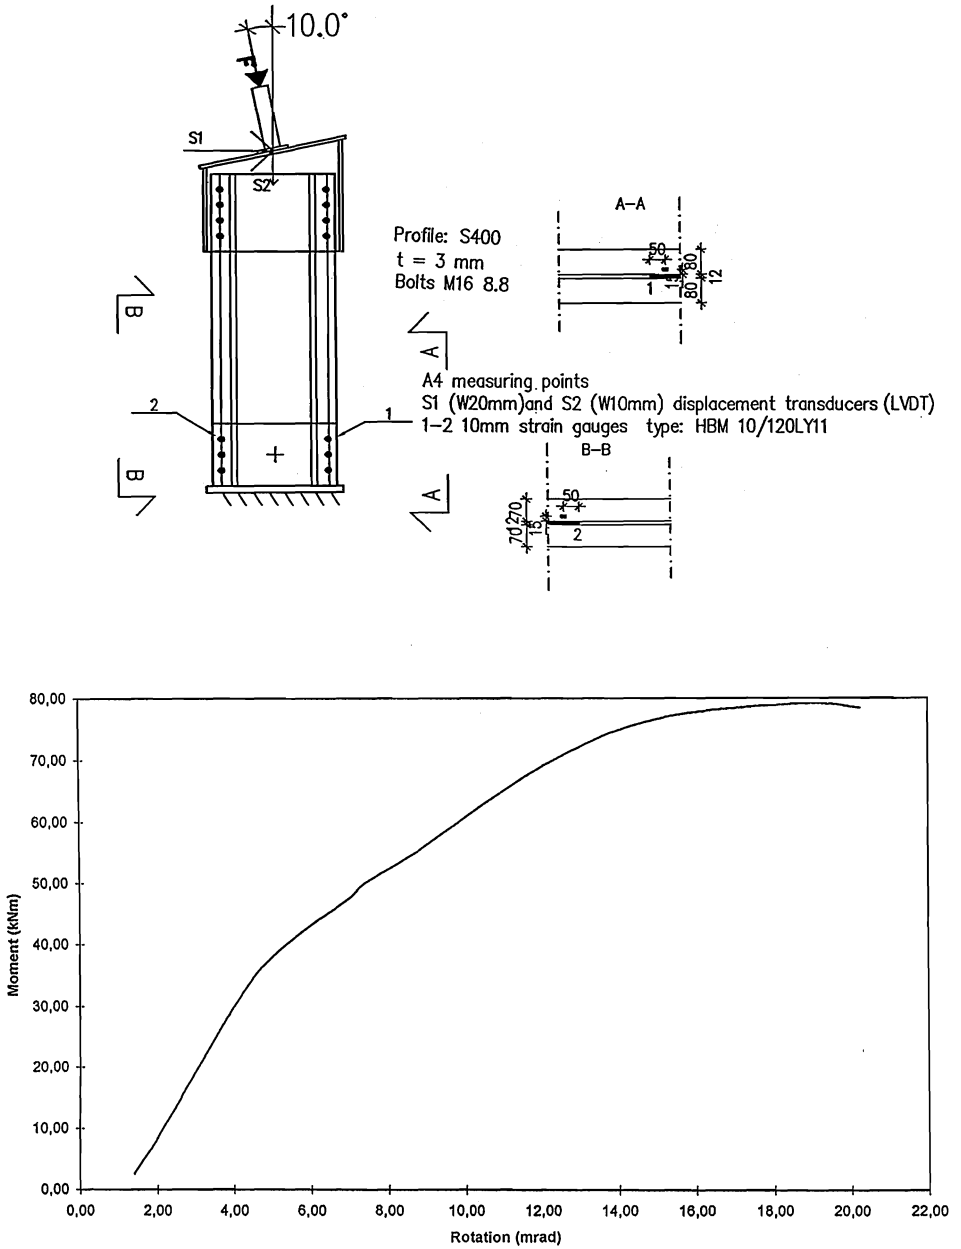 10.0°
F
S1
S2
A-A
Profile: S400
t = 3 mm
Bolts M16 8.8
50
80
12
1
15
80
B
A
A4 measuring points
S1 (W20mm)and S2 (W10mm) displacement transducers (LVDT)
1-2 10mm strain gauges type: HBM 10/120LY11
2
1
B-B
B
A
50
70
12
15
70
2
80,00
70,00
60,00
50,00
40,00
30,00
20,00
10,00
0,00
Moment (kNm)
0,00 2,00 4,00 6,00 8,00 10,00 12,00 14,00 16,00 18,00 20,00 22,00
Rotation (mrad)